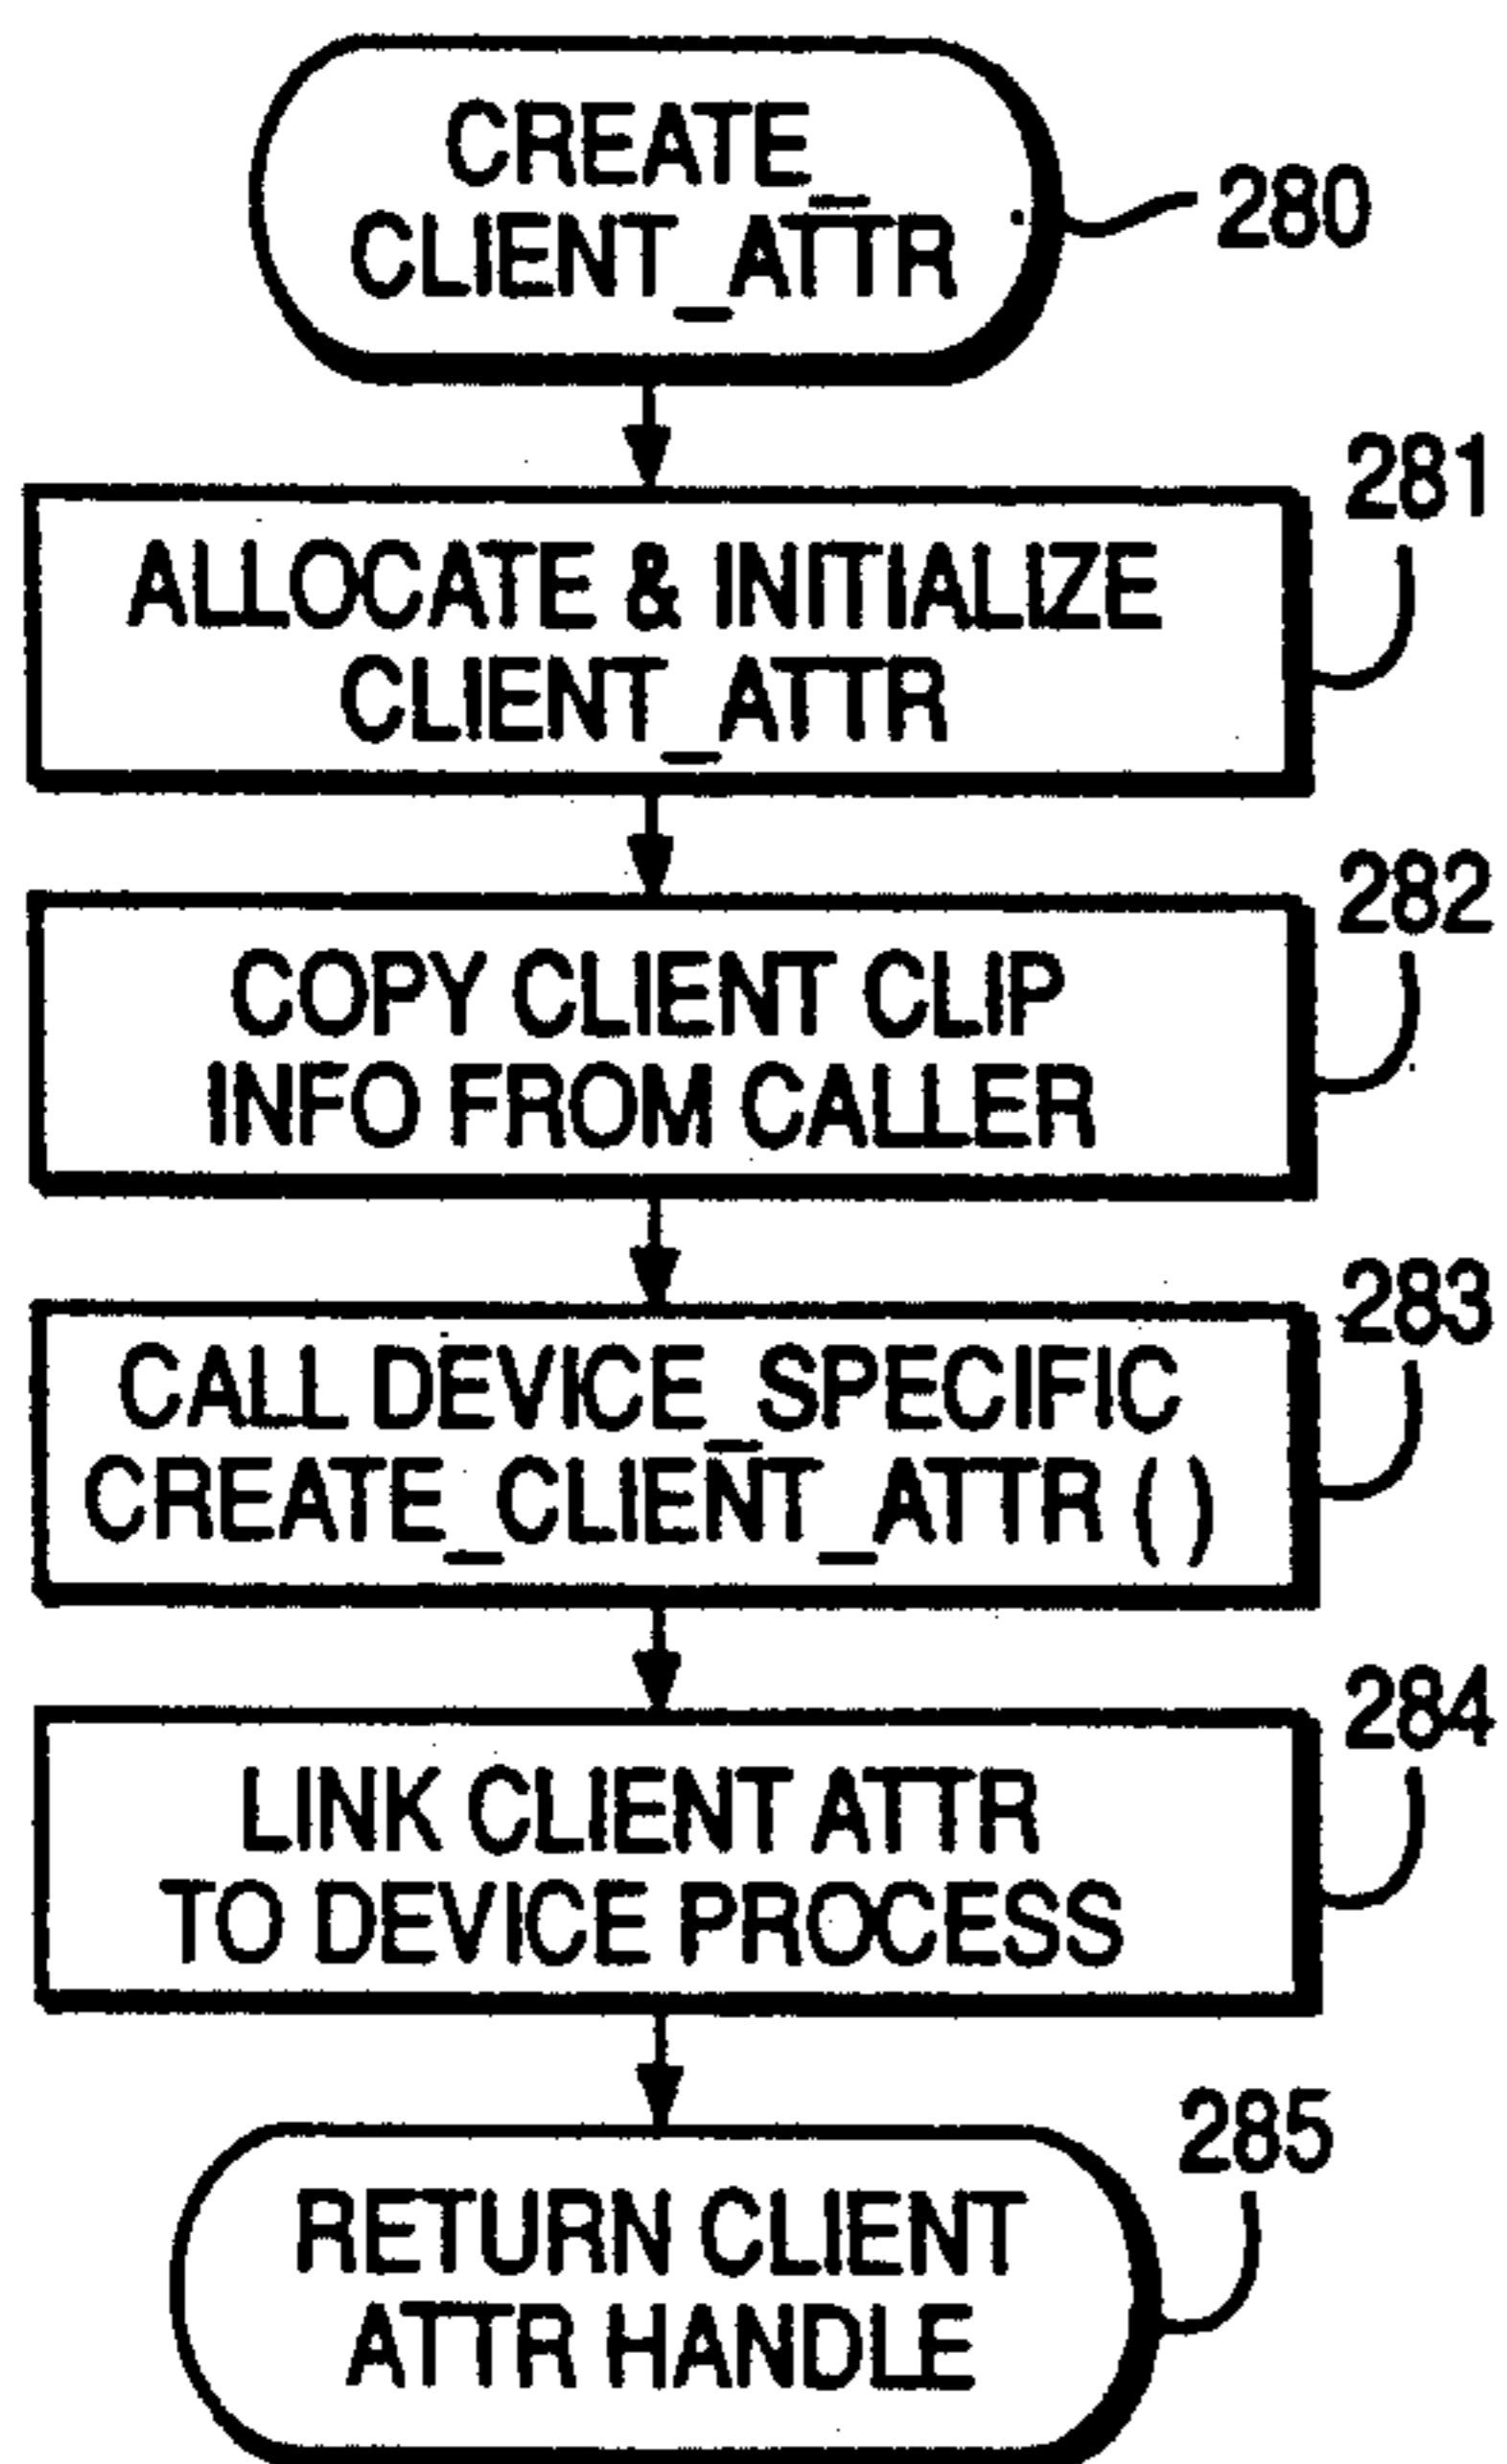 CREATE_
CLIENT_ATTR
280
281
ALLOCATE & INITIALIZE
CLIENT_ATTR
282
COPY CLIENT CLIP
INFO FROM CALLER
283
CALL DEVICE_SPECIFIC
CREATE_CLIENT_ATTR ( )
284
LINK CLIENT ATTR
TO DEVICE PROCESS
285
RETURN CLIENT
ATTR HANDLE